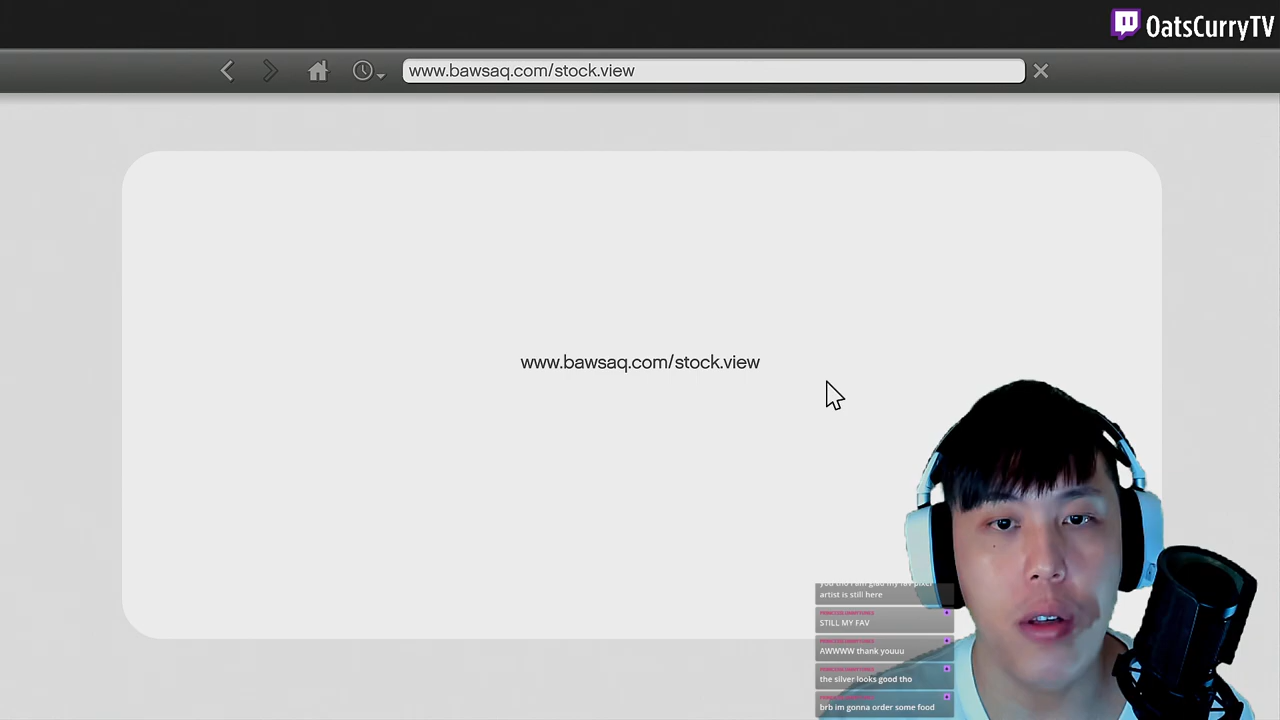 OatsCurryTV
www.bawsaq.com/stock.view
www.bawsaq.com/stock.view
artist is still here
STILL MY FAV
AWWWW thank youuu
the silver looks good tho
brb im gonna order some food